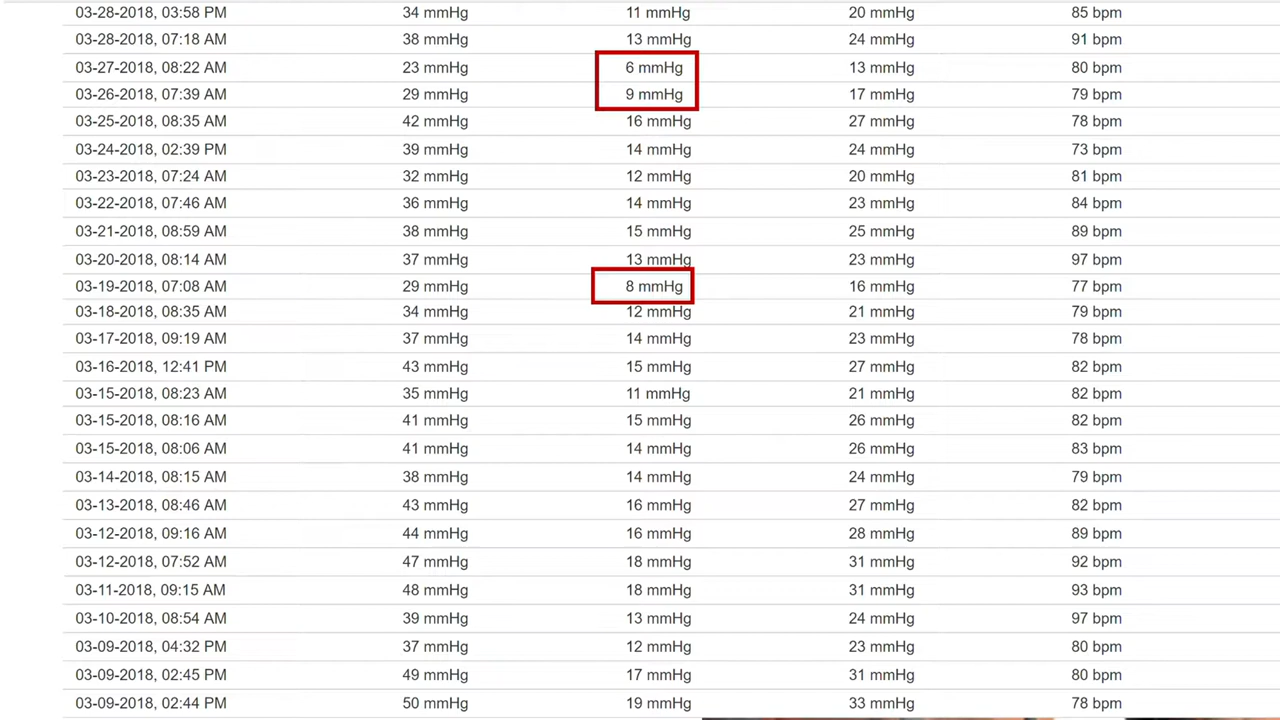 03-28-2018, 03:58 PM 34 mmHg 11 mmHg 20 mmHg 85 bpm
03-28-2018, 07:18 AM 38 mmHg 13 mmHg 24 mmHg 91 bpm
03-27-2018, 08:22 AM 23 mmHg 6 mmHg 13 mmHg 80 bpm
03-26-2018, 07:39 AM 29 mmHg 9 mmHg 17 mmHg 79 bpm
03-25-2018, 08:35 AM 42 mmHg 16 mmHg 27 mmHg 78 bpm
03-24-2018, 02:39 PM 39 mmHg 14 mmHg 24 mmHg 73 bpm
03-23-2018, 07:24 AM 32 mmHg 12 mmHg 20 mmHg 81 bpm
03-22-2018, 07:46 AM 36 mmHg 14 mmHg 23 mmHg 84 bpm
03-21-2018, 08:59 AM 38 mmHg 15 mmHg 25 mmHg 89 bpm
03-20-2018, 08:14 AM 37 mmHg 13 mmHg 23 mmHg 97 bpm
03-19-2018, 07:08 AM 29 mmHg 8 mmHg 16 mmHg 77 bpm
03-18-2018, 08:35 AM 34 mmHg 12 mmHg 21 mmHg 79 bpm
03-17-2018, 09:19 AM 37 mmHg 14 mmHg 23 mmHg 78 bpm
03-16-2018, 12:41 PM 43 mmHg 15 mmHg 27 mmHg 82 bpm
03-15-2018, 08:23 AM 35 mmHg 11 mmHg 21 mmHg 82 bpm
03-15-2018, 08:16 AM 41 mmHg 15 mmHg 26 mmHg 82 bpm
03-15-2018, 08:06 AM 41 mmHg 14 mmHg 26 mmHg 83 bpm
03-14-2018, 08:15 AM 38 mmHg 14 mmHg 24 mmHg 79 bpm
03-13-2018, 08:46 AM 43 mmHg 16 mmHg 27 mmHg 82 bpm
03-12-2018, 09:16 AM 44 mmHg 16 mmHg 28 mmHg 89 bpm
03-12-2018, 07:52 AM 47 mmHg 18 mmHg 31 mmHg 92 bpm
03-11-2018, 09:15 AM 48 mmHg 18 mmHg 31 mmHg 93 bpm
03-10-2018, 08:54 AM 39 mmHg 13 mmHg 24 mmHg 97 bpm
03-09-2018, 04:32 PM 37 mmHg 12 mmHg 23 mmHg 80 bpm
03-09-2018, 02:45 PM 49 mmHg 17 mmHg 31 mmHg 80 bpm
03-09-2018, 02:44 PM 50 mmHg 19 mmHg 33 mmHg 78 bpm